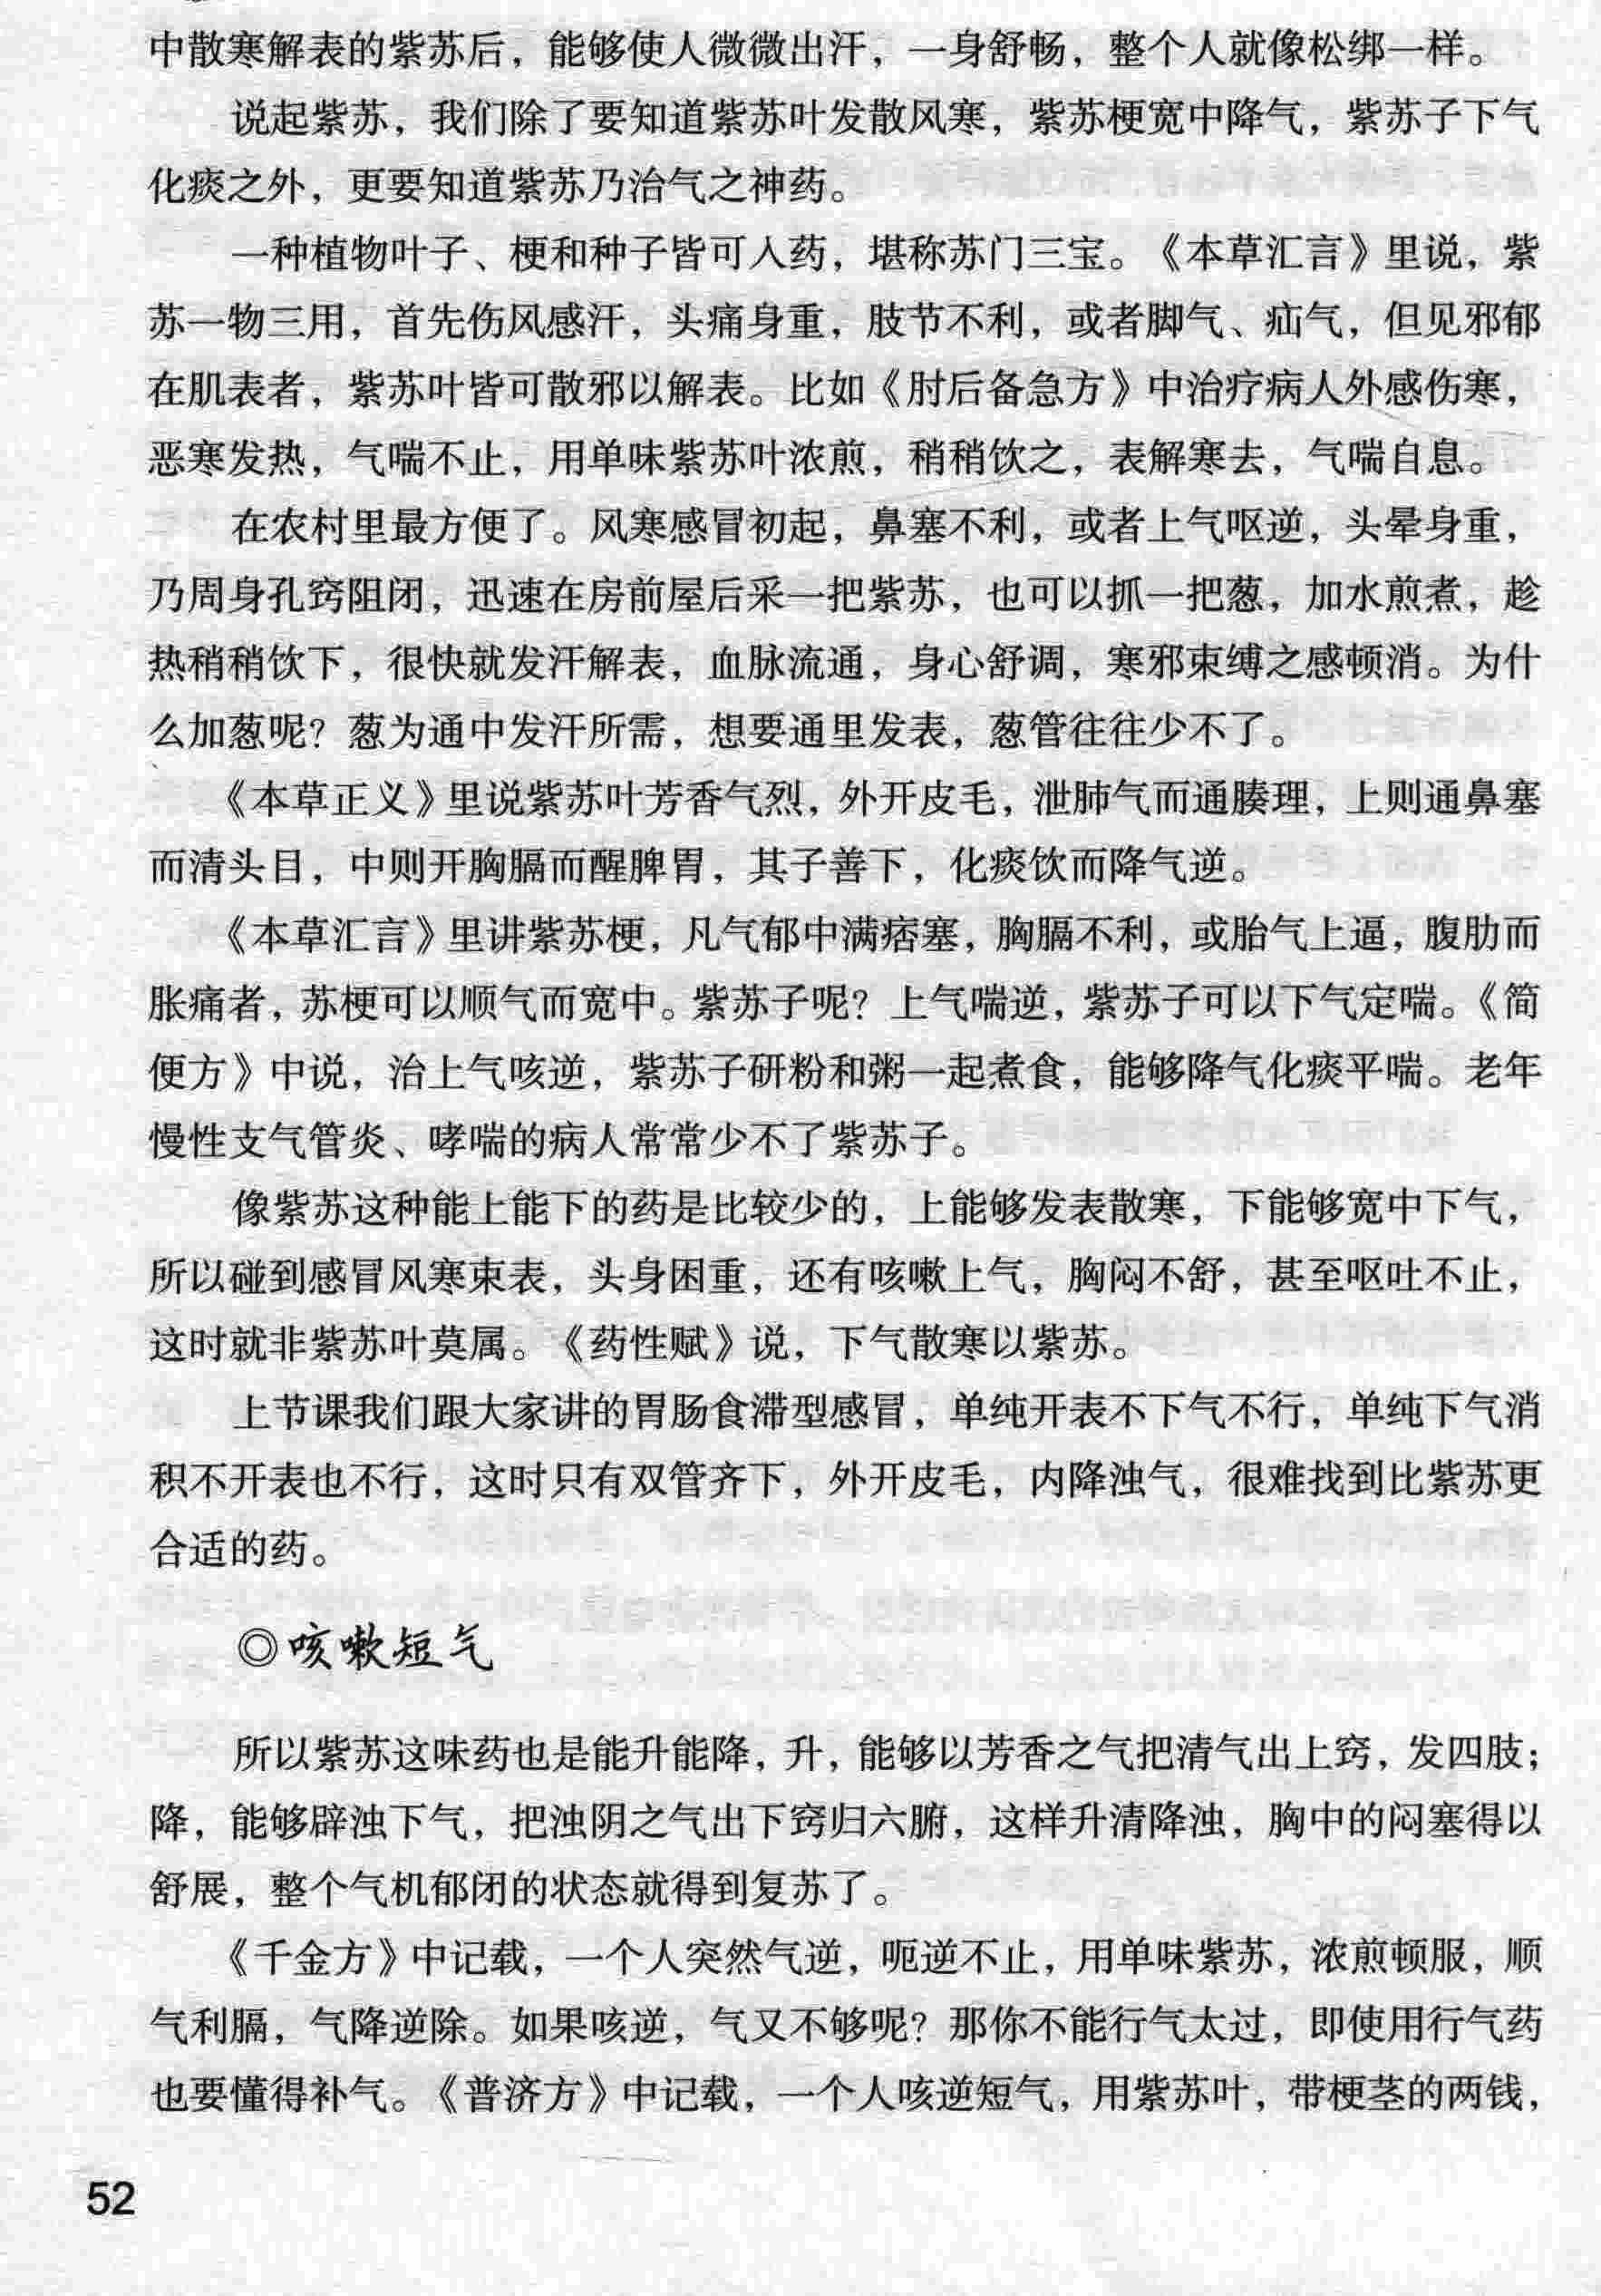 中散寒解表的紫苏后，能够使人微微出汗，一身舒畅，整个人就像松绑一样。
说起紫苏，我们除了要知道紫苏叶发散风寒，紫苏梗宽中降气，紫苏子下气
化痰之外，更要知道紫苏乃治气之神药。
一种植物叶子、梗和种子皆可入药，堪称苏门三宝。《本草汇言》里说，紫
苏一物三用，首先伤风感汗，头痛身重，肢节不利，或者脚气、疝气，但见邪郁
在肌表者，紫苏叶皆可散邪以解表。比如《肘后备急方》中治疗病人外感伤寒，
恶寒发热，气喘不止，用单味紫苏叶浓煎，稍稍饮之，表解寒去，气喘自息。
在农村里最方便了。风寒感冒初起，鼻塞不利，或者上气呕逆，头晕身重，
乃周身孔窍阻闭，迅速在房前屋后采一把紫苏，也可以抓一把葱，加水煎煮，趁
热稍稍饮下，很快就发汗解表，血脉流通，身心舒调，寒邪束缚之感顿消。为什
么加葱呢？葱为通中发汗所需，想要通里发表，葱管往往少不了。
《本草正义》里说紫苏叶芳香气烈，外开皮毛，泄肺气而通腠理，上则通鼻塞
而清头目，中则开胸膈而醒脾胃，其子善下，化痰饮而降气逆。
《本草汇言》里讲紫苏梗，凡气郁中满痞塞，胸膈不利，或胎气上逼，腹肋而
胀痛者，苏梗可以顺气而宽中。紫苏子呢？上气喘逆，紫苏子可以下气定喘。《简
便方》中说，治上气咳逆，紫苏子研粉和粥一起煮食，能够降气化痰平喘。老年
慢性支气管炎、哮喘的病人常常少不了紫苏子。
像紫苏这种能上能下的药是比较少的，上能够发表散寒，下能够宽中下气，
所以碰到感冒风寒束表，头身困重，还有咳嗽上气，胸闷不舒，甚至呕吐不止，
这时就非紫苏叶莫属。《药性赋》说，下气散寒以紫苏。
上节课我们跟大家讲的胃肠食滞型感冒，单纯开表不下气不行，单纯下气消
积不开表也不行，这时只有双管齐下，外开皮毛，内降浊气，很难找到比紫苏更
合适的药。
◎咳嗽短气
所以紫苏这味药也是能升能降，升，能够以芳香之气把清气出上窍，发四肢；
降，能够辟浊下气，把浊阴之气出下窍归六腑，这样升清降浊，胸中的闷塞得以
舒展，整个气机郁闭的状态就得到复苏了。
《千金方》中记载，一个人突然气逆，呃逆不止，用单味紫苏，浓煎顿服，顺
气利膈，气降逆除。如果咳逆，气又不够呢？那你不能行气太过，即使用行气药
也要懂得补气。《普济方》中记载，一个人咳逆短气，用紫苏叶，带梗茎的两钱，
52